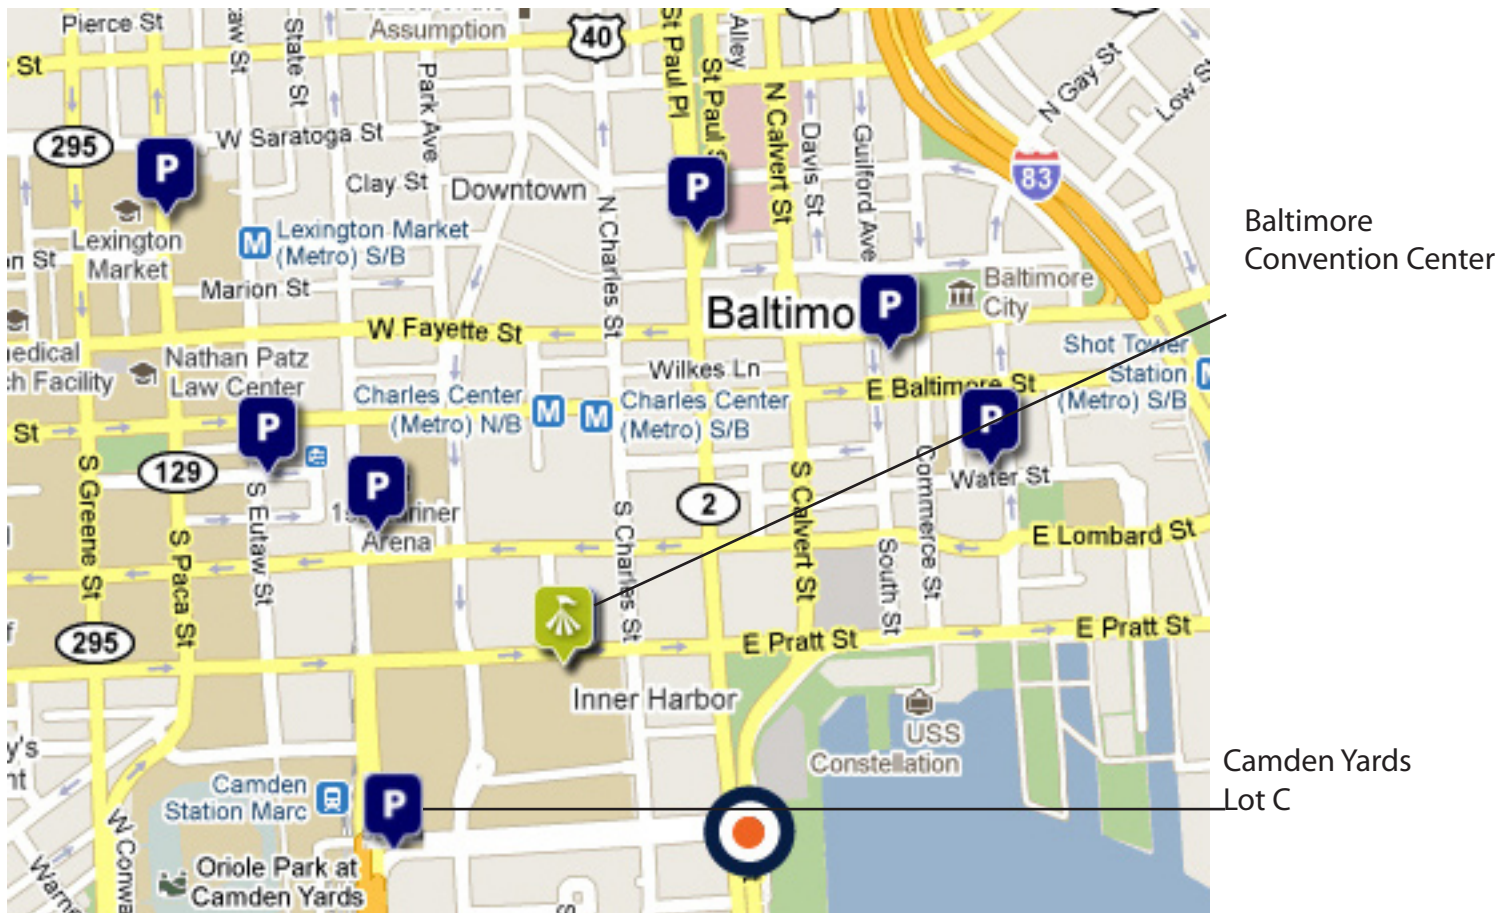 Pierce St
Assumption
40
St
State St
Park Ave
St Paul Pl
St Paul S
Alley
N Calvert St
Davis St
Guilford Ave
N Gay St
Low St
83
295
P
W Saratoga St
Clay St
Downtown
P
N Charles St
Lexington
Market
M
Lexington Market
(Metro) S/B
Marion St
W Fayette St
Baltimo
P
Baltimore
City
Baltimore
Convention Center
Nathan Patz
Law Center
Facility
Wilkes Ln
Shot Tower
Station
(Metro) S/B
M
E Baltimore St
Charles Center
(Metro) N/B
M
M
Charles Center
(Metro) S/B
St
P
P
129
P
Arena
2
Water St
S Greene St
S Paca St
S Eutaw St
S Charles St
S Calvert St
South St
Commerce St
E Lombard St
295
E Pratt St
E Pratt St
Inner Harbor
USS
Constellation
Camden Yards
Lot C
Camden
Station Marc
P
W Conwa
Oriole Park at
Camden Yards